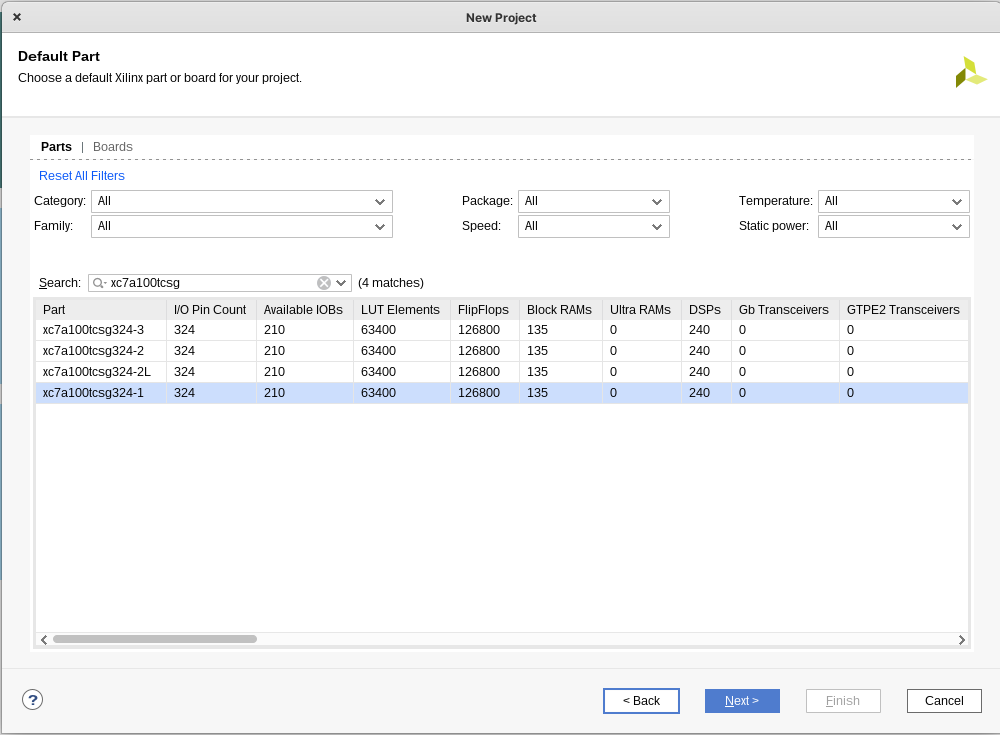 New Project
Default Part
Choose a default Xilinx part or board for your project.
Parts | Boards
Reset All Filters
Category: All Package: All Temperature: All
Family: All Speed: All Static power: All
Search: xc7a100tcsg (4 matches)
Part I/O Pin Count Available IOBs LUT Elements FlipFlops Block RAMs Ultra RAMs DSPs Gb Transceivers GTPE2 Transceivers
xc7a100tcsg324-3 324 210 63400 126800 135 0 240 0 0
xc7a100tcsg324-2 324 210 63400 126800 135 0 240 0 0
xc7a100tcsg324-2L 324 210 63400 126800 135 0 240 0 0
xc7a100tcsg324-1 324 210 63400 126800 135 0 240 0 0
? < Back Next > Finish Cancel